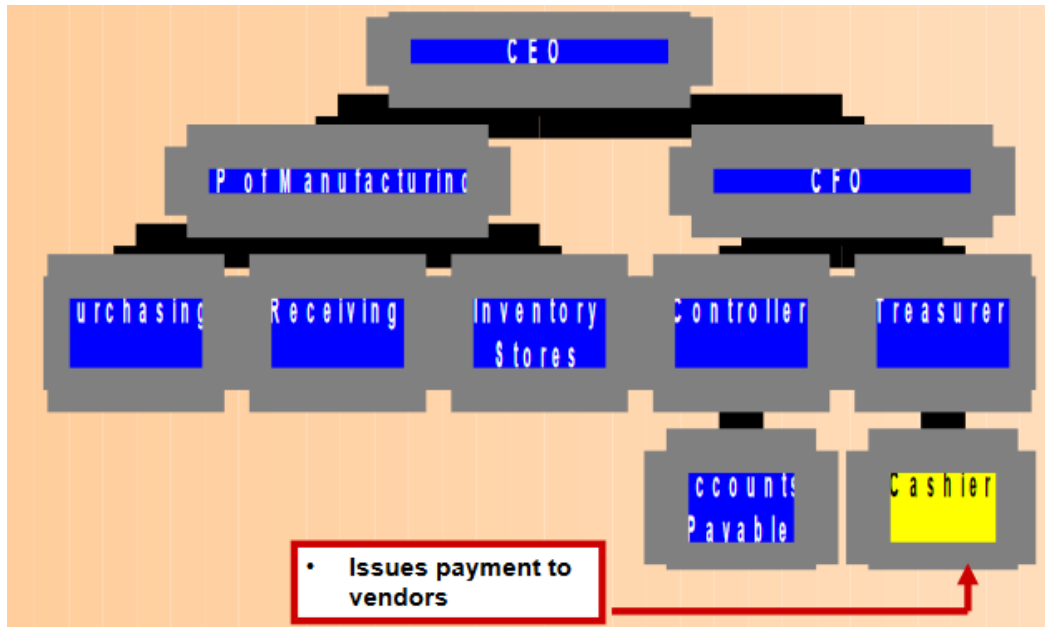 CEO
P of Manufacturing
CFO
urchasing
Receiving
Inventory
Stores
Controller
Treasurer
ccounts
Payable
Cashier
• Issues payment to
vendors